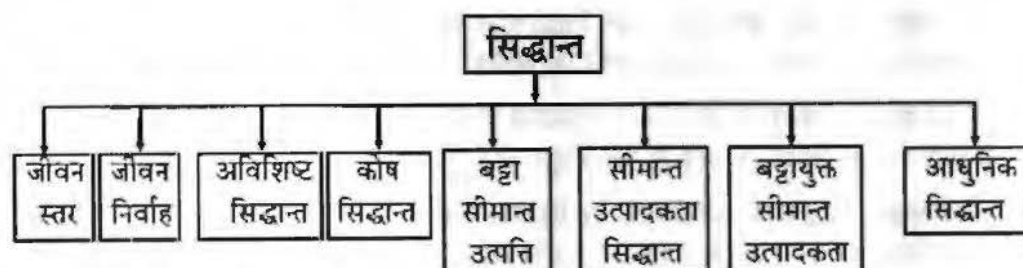 सिद्धान्त
जीवन
स्तर
जीवन
निर्वाह
अविशिष्ट
सिद्धान्त
कोष
सिद्धान्त
बट्टा
सीमान्त
उत्पत्ति
सीमान्त
उत्पादकता
सिद्धान्त
बट्टायुक्त
सीमान्त
उत्पादकता
आधुनिक
सिद्धान्त